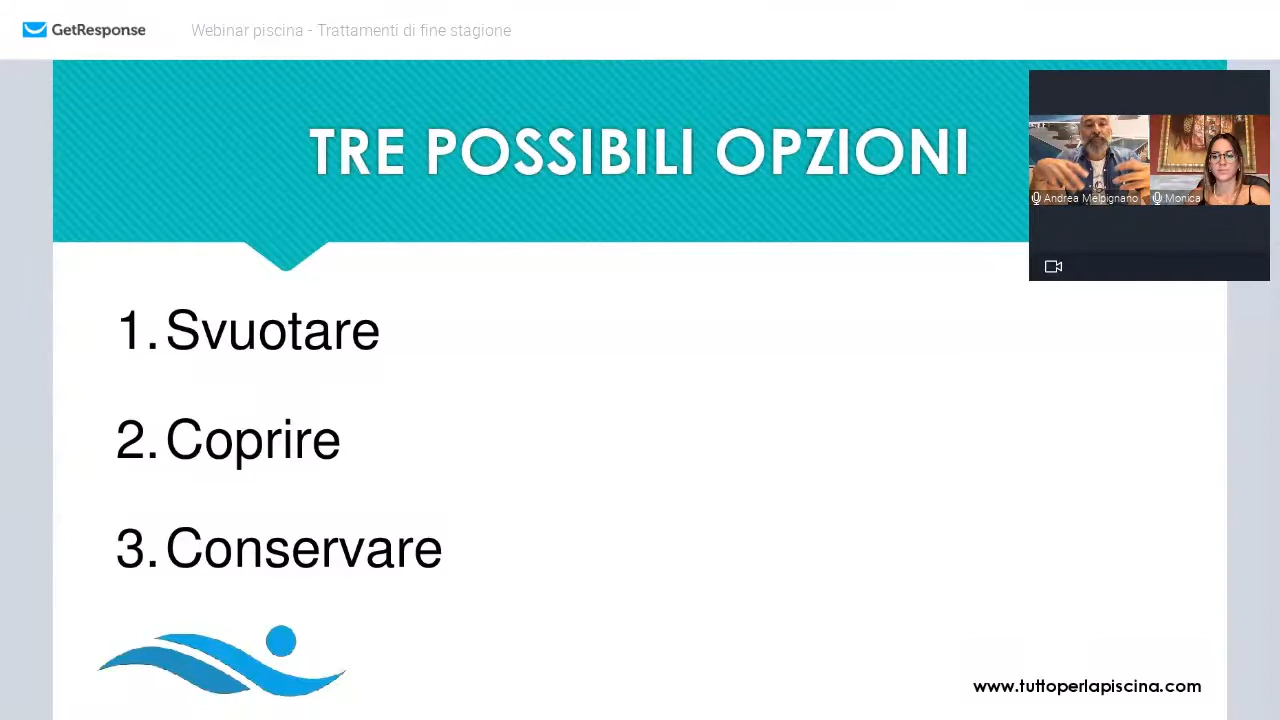 GetResponse
Webinar piscina - Trattamenti di fine stagione
TRE POSSIBILI OPZIONI
Andrea Melpignano
Monica
1. Svuotare
2. Coprire
3. Conservare
www.tuttoperlapiscina.com